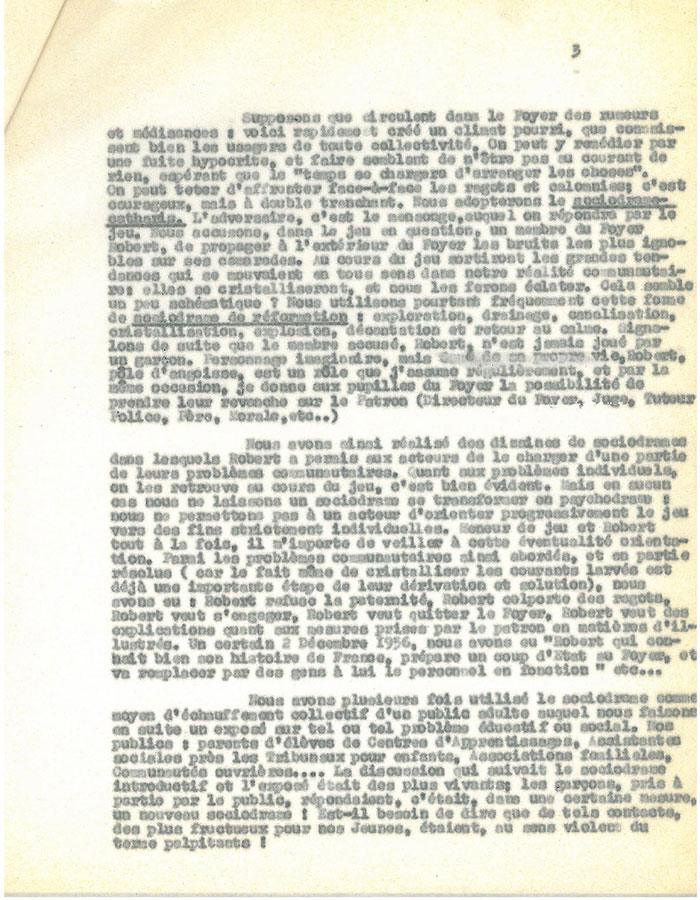 3
Supposons que circulent dans le Foyer des rumeurs
et médisances : voici rapidement créé un climat pourri, que connais-
sent bien les usagers de toute collectivité. On peut y remédier par
une fuite hypocrite, et faire semblant de n'être pas au courant de
rien, espérant que le "temps se chargera d'arranger les choses".
On peut teter d'affronter face-à-face les ragots et calomnies; c'est
courageux, mais à double tranchant. Nous adopterons le sociodrame-
catharis. L'adversaire, c'est le mensonge,auquel on répondra par le
jeu. Nous accusons, dans le jeu en question, un membre du Foyer
Robert, de propager à l'extérieur du Foyer les bruits les plus igno-
bles sur ses camarades. Au cours du jeu sortiront les grandes ten-
dances qui se mouvaient en tous sens dans notre réalité communautai-
re: elles se cristalliseront, et nous les ferons éclater. Cela semble
un peu schématique ? Nous utilisons pourtant fréquemment cette forme
de sociodrame de réformation : exploration, drainage, canalisation,
cristallisation, explosion, décantation et retour au calme. Signa-
lons de suite que le membre accusé, Robert, n'est jamais joué par
un garçon. Personnage imaginaire, mais de sa propre vie,Robert,
pôle d'angoisse, est un rôle que j'assume régulièrement, et par la
même occasion, je donne aux pupilles du Foyer la possibilité de
prendre leur revanche sur le Patron (Directeur du Foyer, Juge, Tuteur
Police, Père, Morale,etc..)
Nous avons ainsi réalisé des dizaines de sociodrames
dans lesquels Robert a permis aux acteurs de le charger d'une partie
de leurs problèmes communautaires. Quant aux problèmes individuels,
on les retrouve au cours du jeu, c'est bien évident. Mais en aucun
cas nous ne laissons un sociodrame se transformer en psychodrame :
nous ne permettons pas à un acteur d'orienter progressivement le jeu
vers des fins strictement individuelles. Meneur de jeu et Robert
tout à la fois, il m'importe de veiller à cette éventualité orienta-
tion. Parmi les problèmes communautaires ainsi abordés, et en partie
résolus ( car le fait même de cristalliser les courants larvés est
déjà une importante étape de leur dérivation et solution), nous
avons eu : Robert refuse la paternité, Robert colporte des ragots,
Robert veut s'engager, Robert veut quitter le Foyer, Robert veut des
explications quant aux mesures prises par le patron en matières d'il-
lustrés. Un certain 2 Décembre 1956, nous avons eu "Robert qui con-
nait bien son histoire de France, prépare un coup d'Etat au Foyer, et
va remplacer par des gens à lui le personnel en fonction " etc...
Nous avons plusieurs fois utilisé le sociodrame comme
moyen d'échauffement collectif d'un public adulte auquel nous faisons
en suite un exposé sur tel ou tel problème éducatif ou social. Nos
publics : parents d'élèves de Centres d'Apprentissages, Assistantes
sociales près les Tribunaux pour enfants, Associations familiales,
Communautés ouvrières.... La discussion qui suivait le sociodrame
introductif et l'exposé était des plus vivants; les garçons, pris à
partie par le public, répondaient, c'était, dans une certaine mesure,
un nouveau sociodrame ! Est-il besoin de dire que de tels contacts,
des plus fructueux pour nos Jeunes, étaient, au sens violent du
terme palpitants !